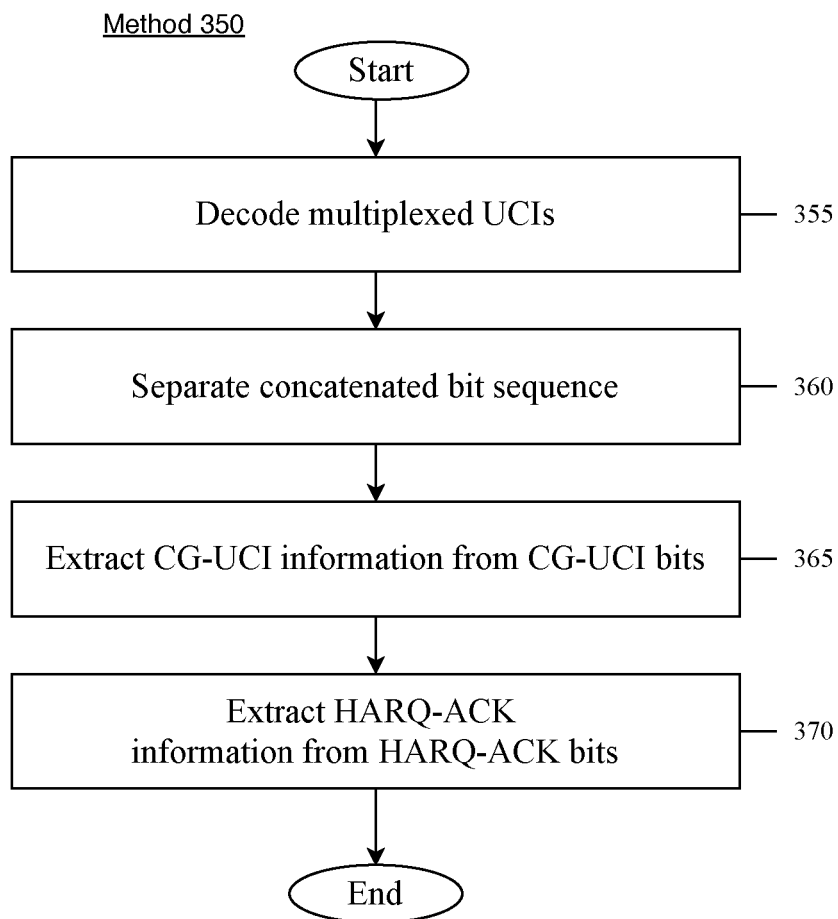 Method 350
Start
Decode multiplexed UCIs
355
Separate concatenated bit sequence
360
Extract CG-UCI information from CG-UCI bits
365
Extract HARQ-ACK
information from HARQ-ACK bits
370
End